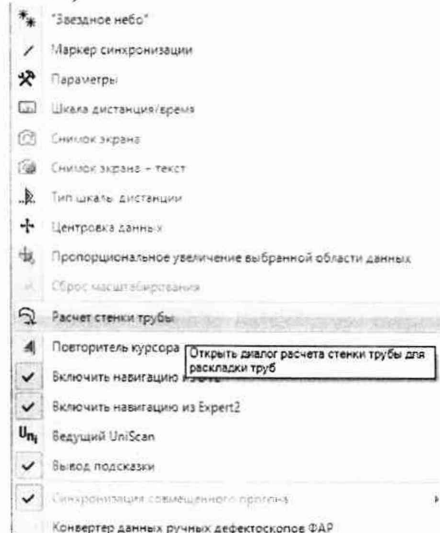 "Звездное небо"
Маркер синхронизации
Параметры
Шкала дистанция/время
Снимок экрана
Снимок экрана - текст
Тип шкалы дистанции
Центровка данных
Пропорциональное увеличение выбранной области данных
Сброс масштабирования
Расчет стенки трубы
Повторитель курсора
Открыть диалог расчета стенки трубы для
раскладки труб
Включить навигацию
Включить навигацию из Expert2
Uni Ведущий UniScan
Вывод подсказки
Синхронизация совмещенного прогона
Конвертер данных ручных дефектоскопов ФАР